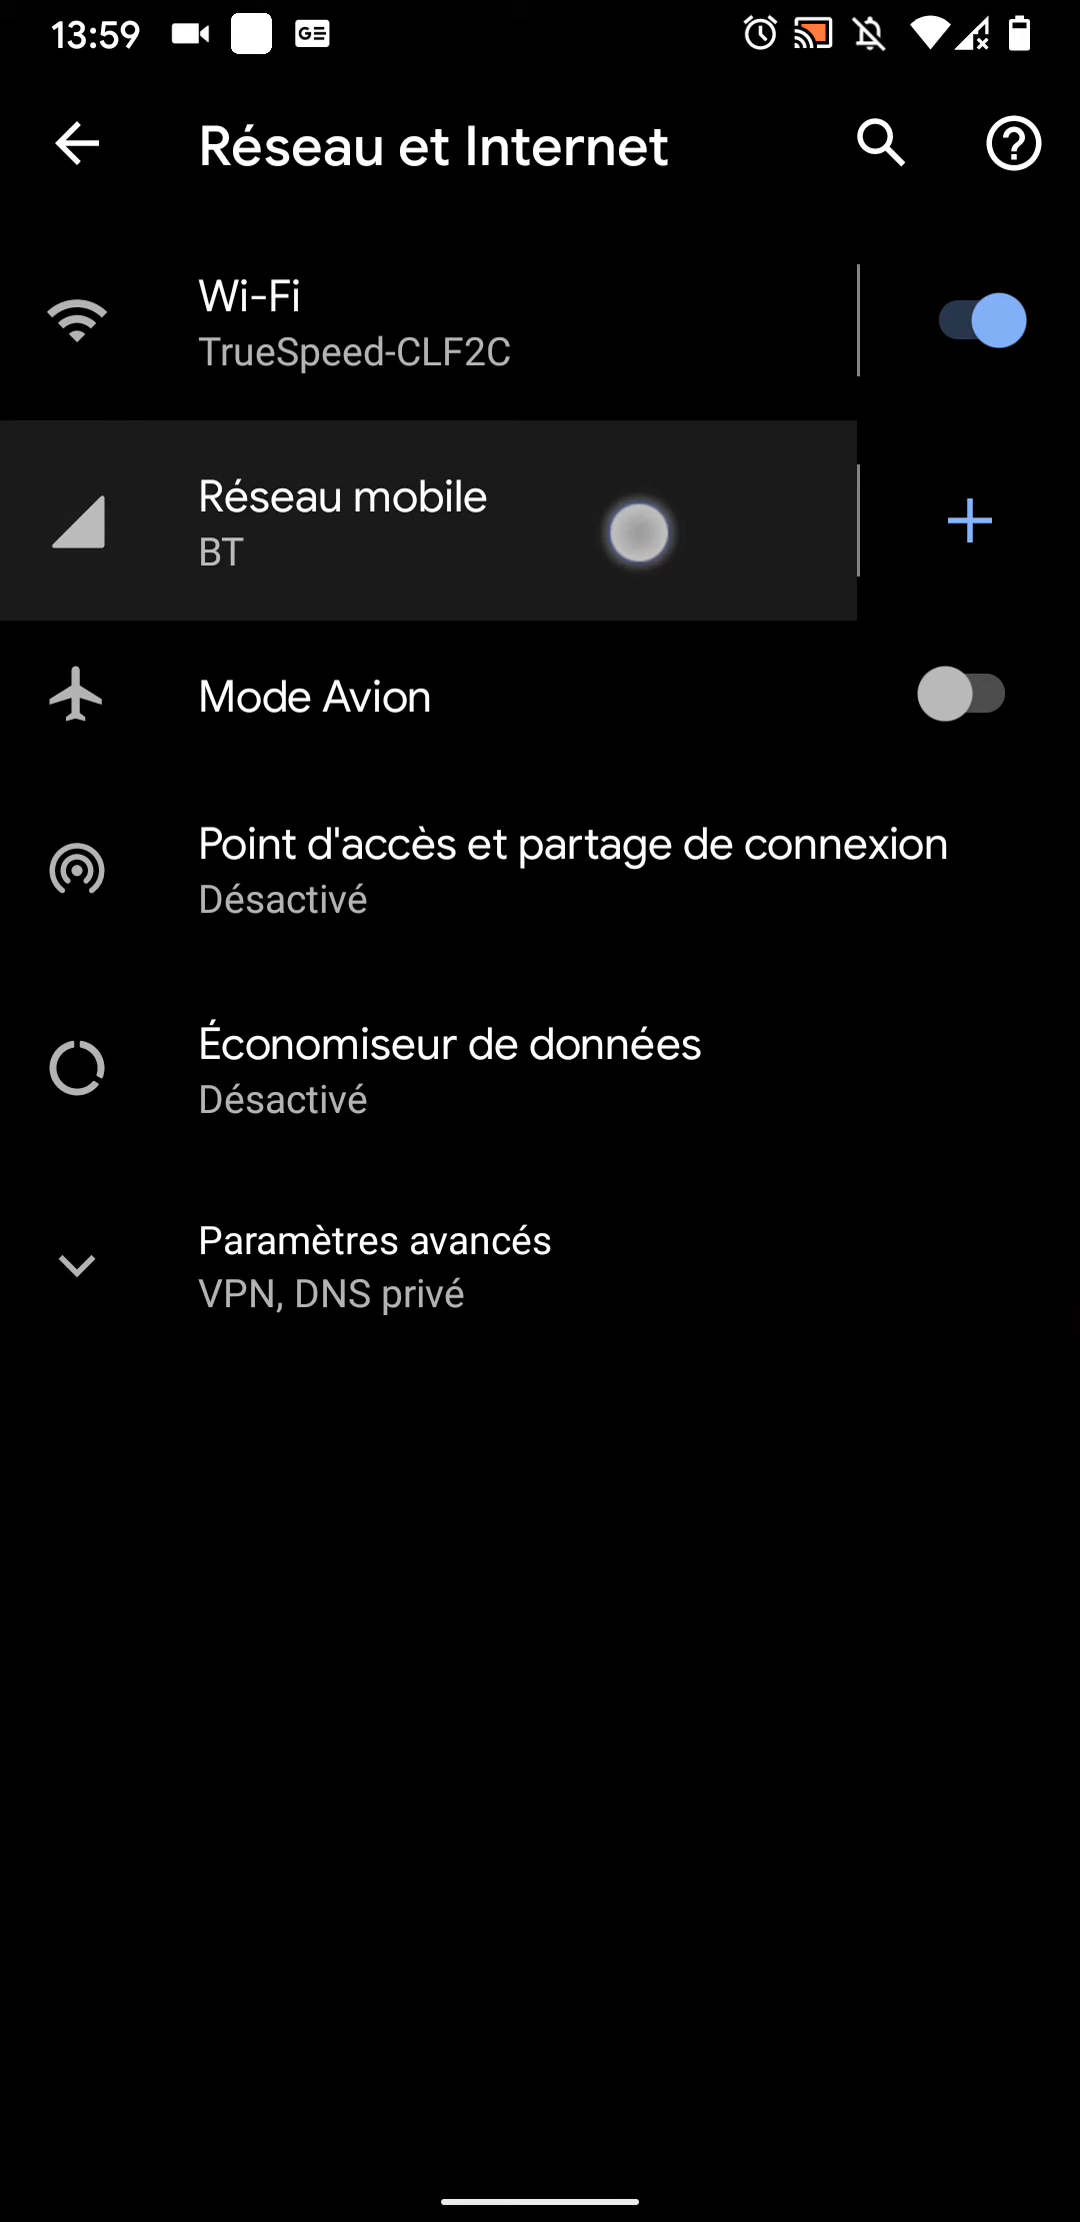 13:59
Réseau et Internet
Wi-Fi
TrueSpeed-CLF2C
Réseau mobile
BT
Mode Avion
Point d'accès et partage de connexion
Désactivé
Économiseur de données
Désactivé
Paramètres avancés
VPN, DNS privé